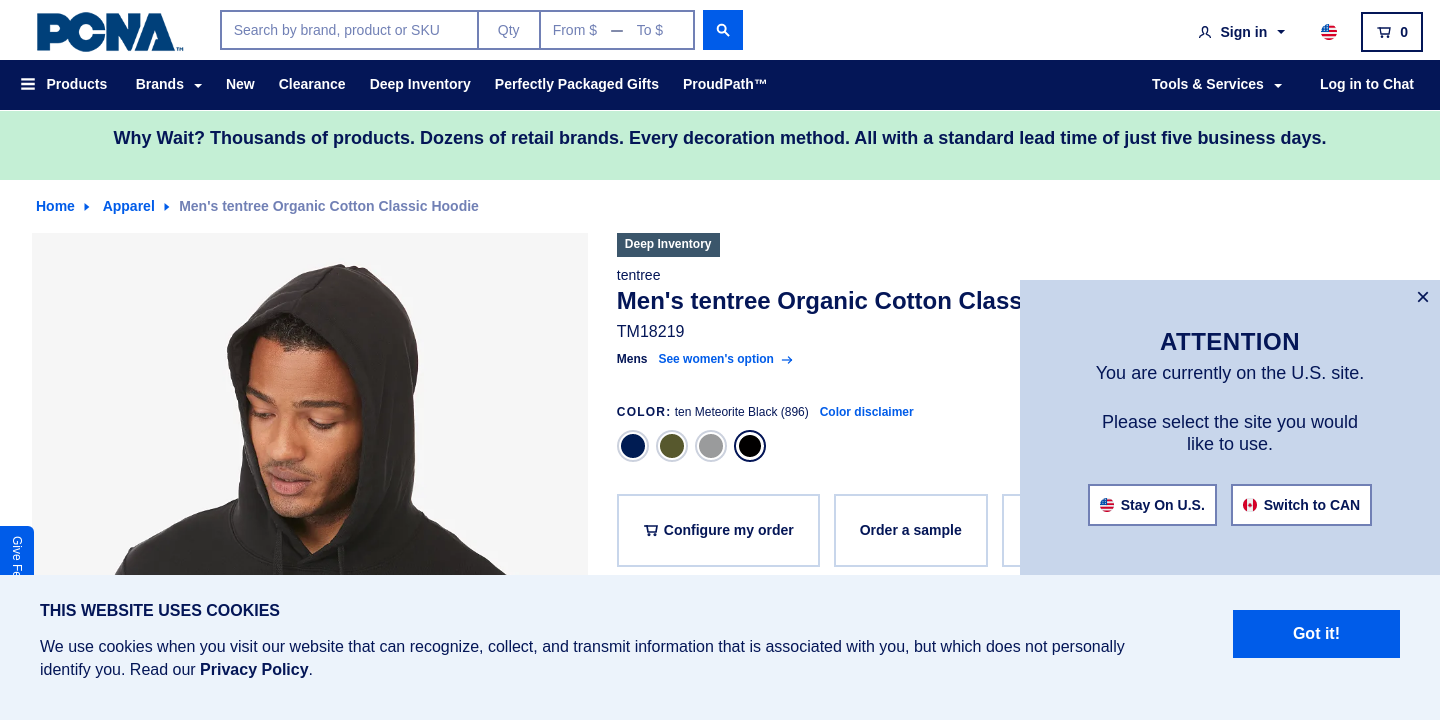 PCNA™
Search by brand, product or SKU
Qty
From $ — To $
Sign in
0
Products
Brands
New
Clearance
Deep Inventory
Perfectly Packaged Gifts
ProudPath™
Tools & Services
Log in to Chat
Why Wait? Thousands of products. Dozens of retail brands. Every decoration method. All with a standard lead time of just five business days.
Home
Apparel
Men's tentree Organic Cotton Classic Hoodie
Deep Inventory
tentree
Men's tentree Organic Cotton Class
TM18219
Mens See women's option
COLOR: ten Meteorite Black (896) Color disclaimer
Configure my order
Order a sample
×
ATTENTION
You are currently on the U.S. site.
Please select the site you would
like to use.
Stay On U.S.
Switch to CAN
Give Fe
THIS WEBSITE USES COOKIES
We use cookies when you visit our website that can recognize, collect, and transmit information that is associated with you, but which does not personally
identify you. Read our Privacy Policy.
Got it!